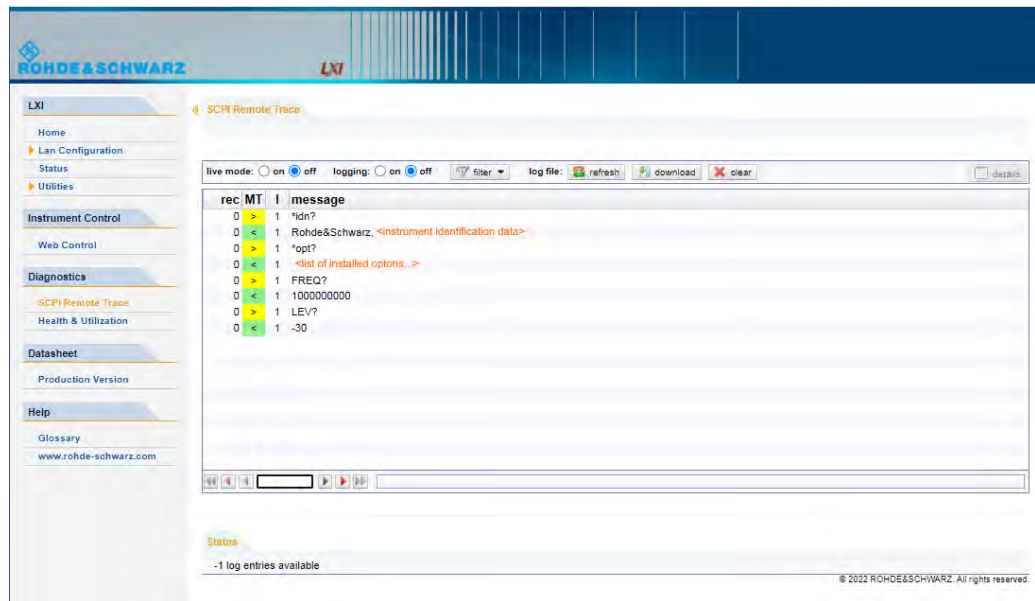 ROHDE&SCHWARZ
LXI
LXI
Home
Lan Configuration
Status
Utilities
Instrument Control
Web Control
Diagnostics
SCPI Remote Trace
Health & Utilization
Datasheet
Production Version
Help
Glossary
www.rohde-schwarz.com
SCPI Remote Trace
live mode: on off logging: on off filter log file: refresh download clear details
rec MT I message
0 > 1 *idn?
0 < 1 Rohde&Schwarz, <instrument identification data>
0 > 1 *opt?
0 < 1 <list of installed optons...>
0 > 1 FREQ?
0 < 1 1000000000
0 > 1 LEV?
0 < 1 -30
Status
-1 log entries available
© 2022 ROHDE&SCHWARZ. All rights reserved.